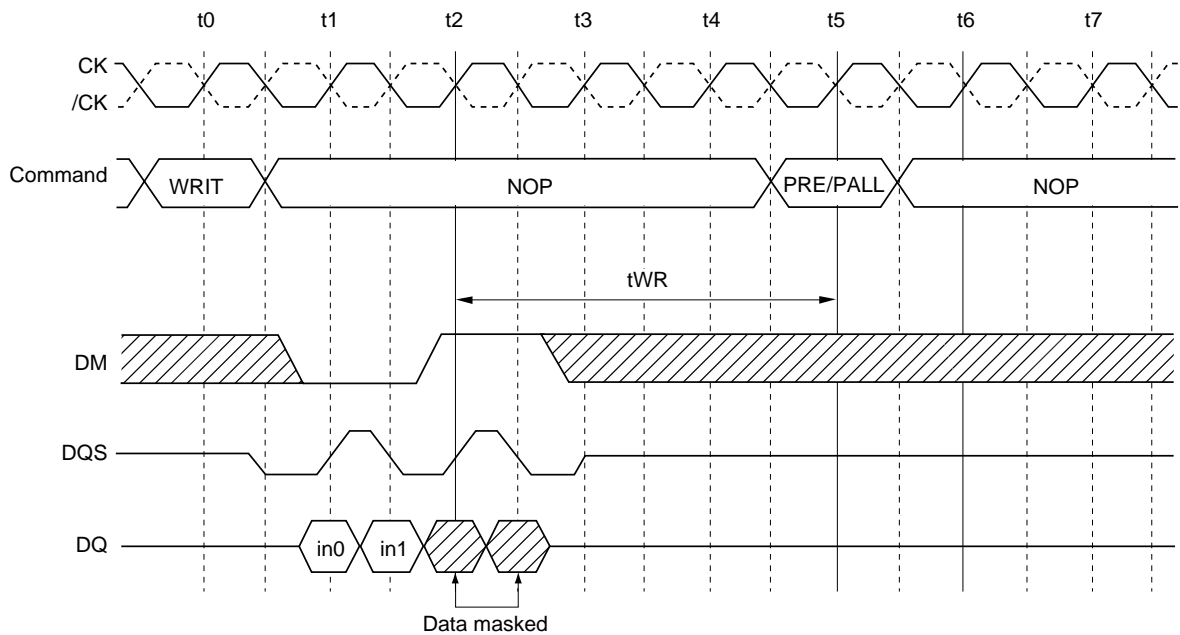 t0 t1 t2 t3 t4 t5 t6 t7
CK
/CK
Command WRIT NOP PRE/PALL NOP
tWR
DM
DQS
DQ in0 in1
Data masked